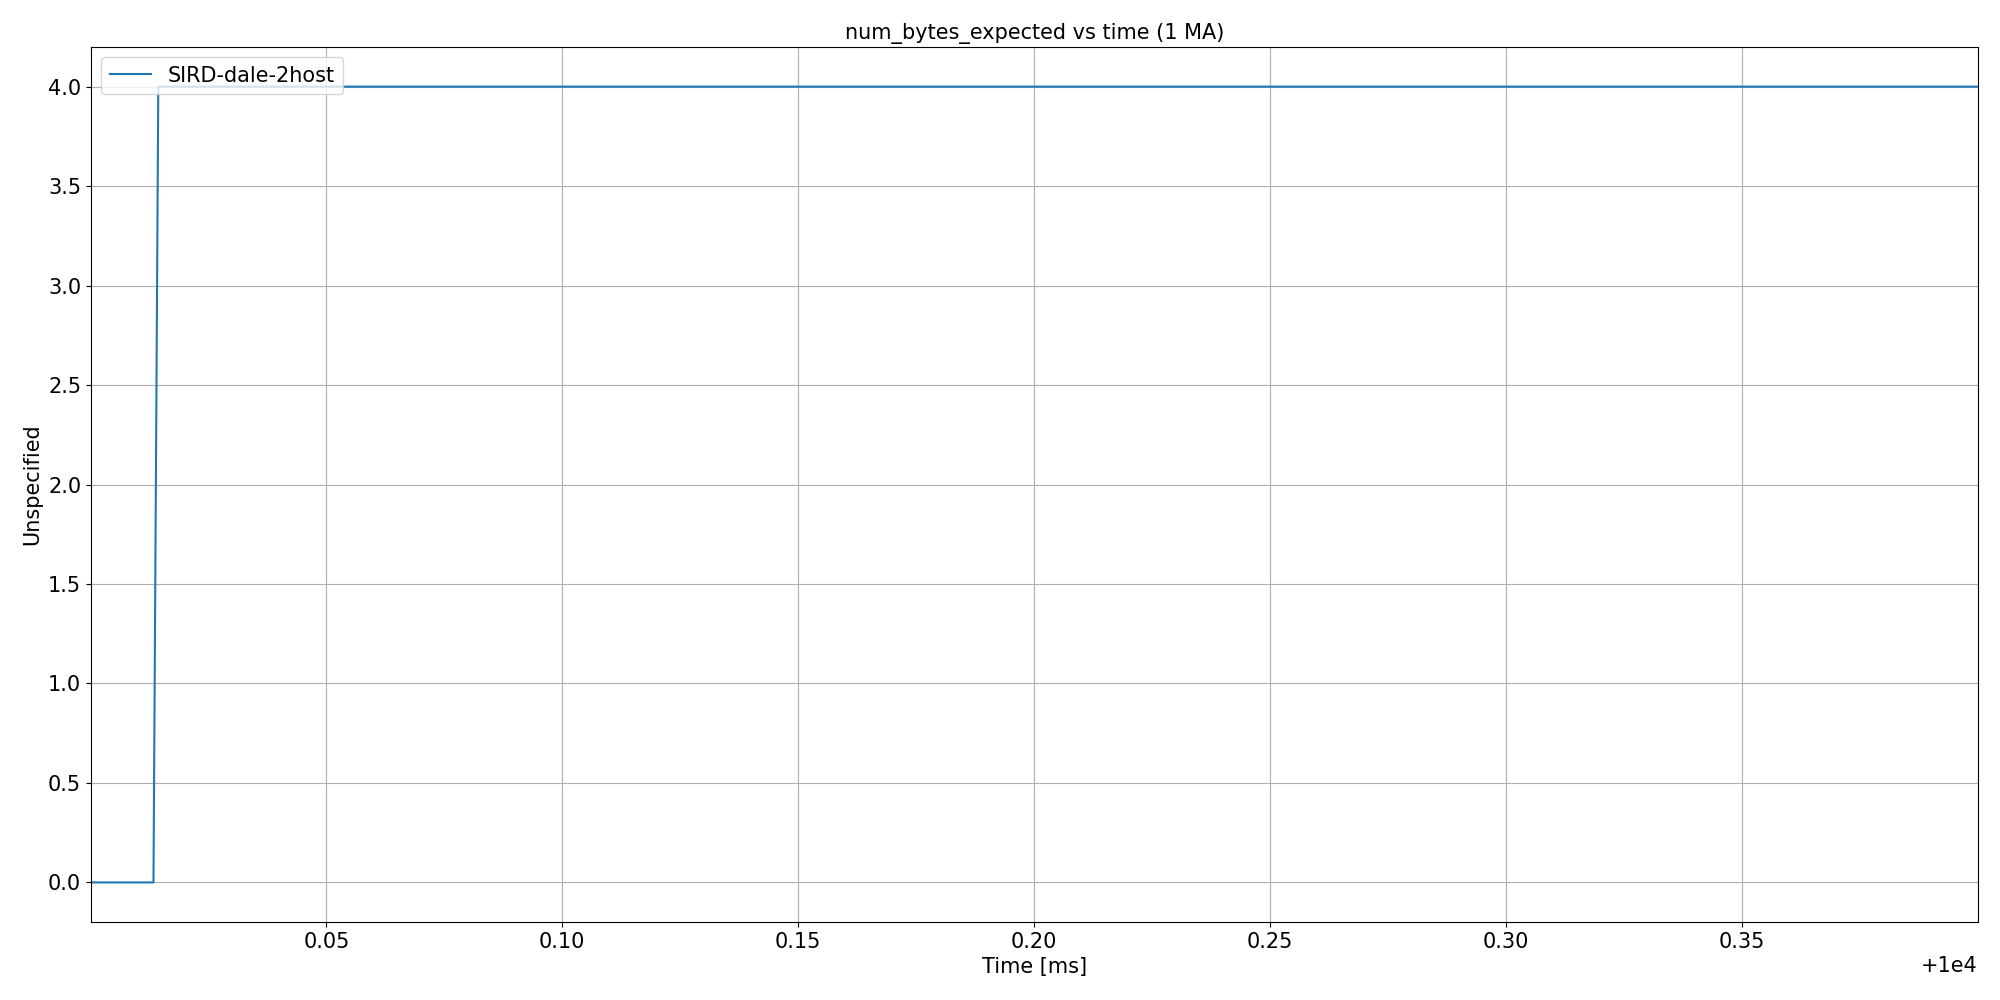 num_bytes_expected vs time (1 MA)
SIRD-dale-2host
4.0
3.5
3.0
2.5
2.0
1.5
1.0
0.5
0.0
Unspecified
0.05 0.10 0.15 0.20 0.25 0.30 0.35
Time [ms]
+1e4